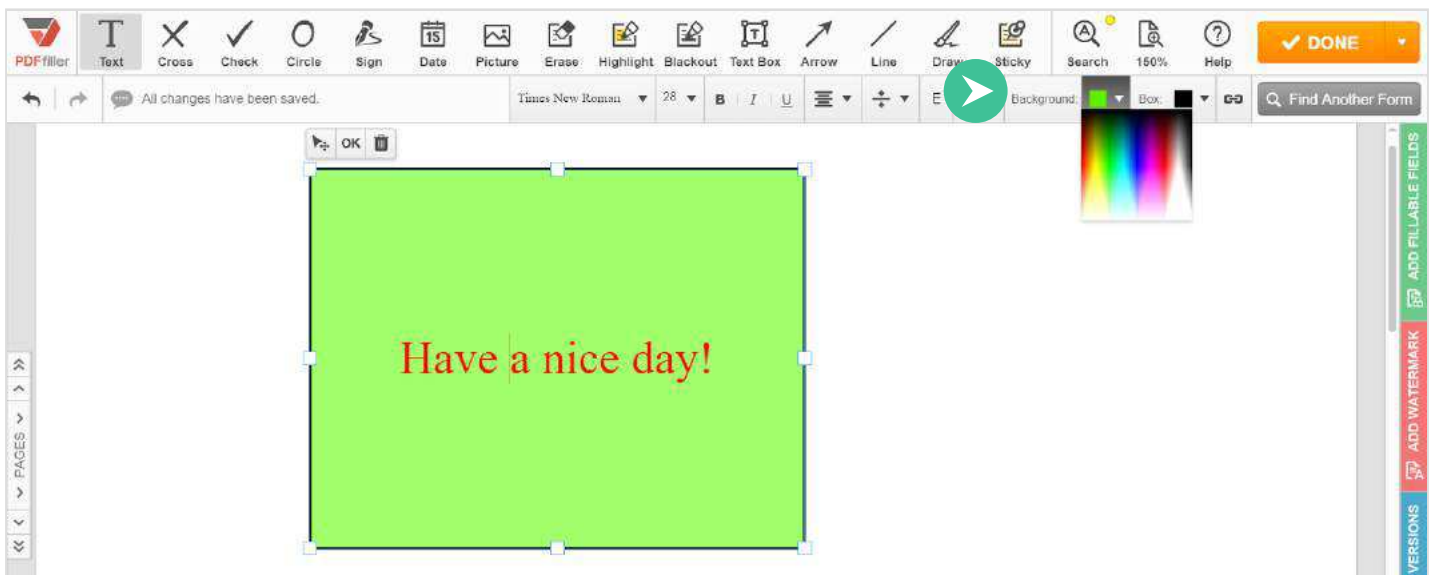 PDFfiller Text Cross Check Circle Sign 15 Date Picture Erase Highlight Blackout T Text Box Arrow Line Draw Sticky A Search 150% ? Help DONE
All changes have been saved. Times New Roman 28 B I U E Background: Box: Find Another Form
OK
Have a nice day!
PAGES
ADD FILLABLE FIELDS
ADD WATERMARK
VERSIONS